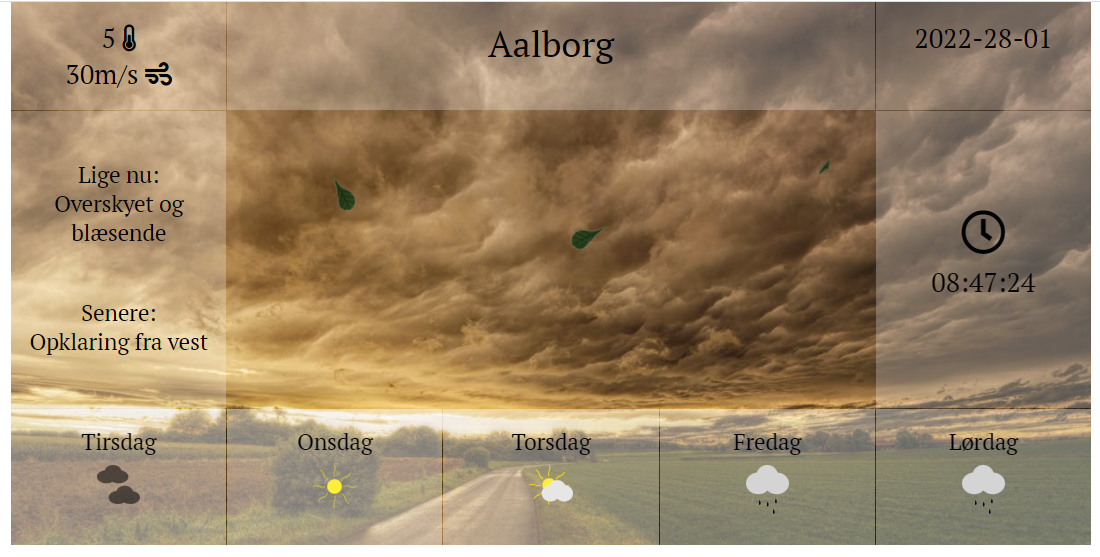 5
30m/s
Aalborg
2022-28-01
Lige nu:
Overskyet og
blæsende
Senere:
Opklaring fra vest
08:47:24
Tirsdag
Onsdag
Torsdag
Fredag
Lørdag